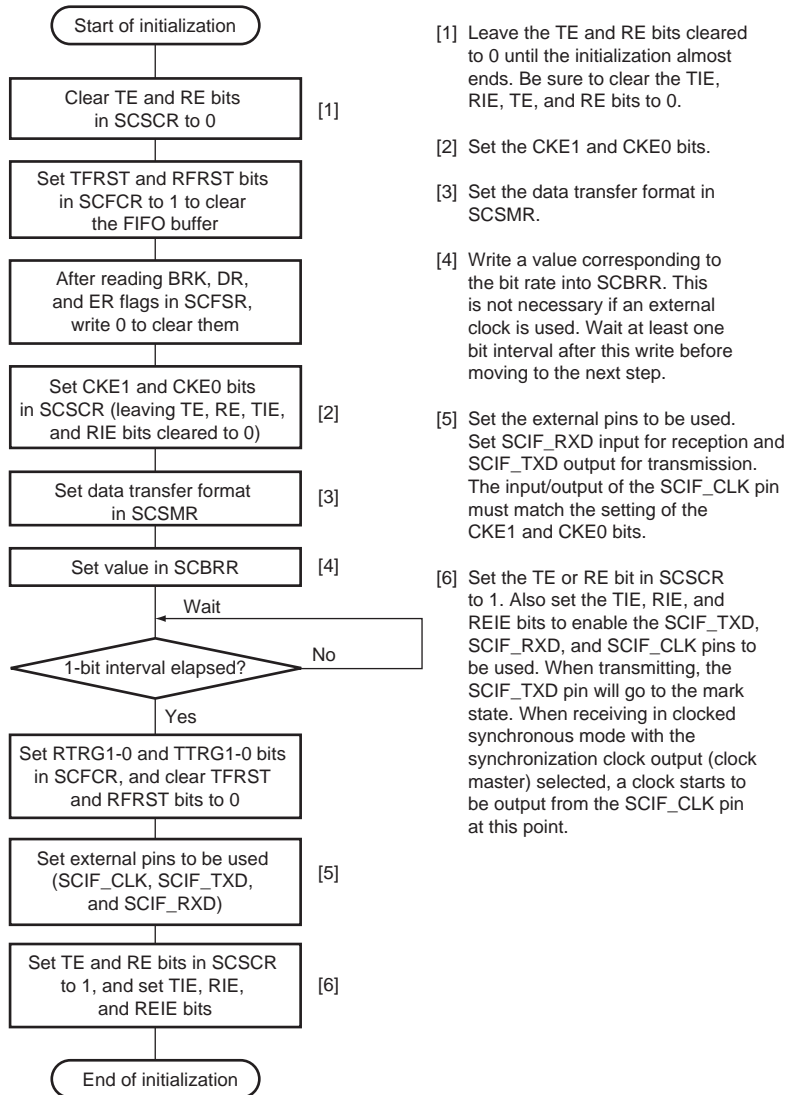 Start of initialization
Clear TE and RE bits
in SCSCR to 0
[1]
Set TFRST and RFRST bits
in SCFCR to 1 to clear
the FIFO buffer
After reading BRK, DR,
and ER flags in SCFSR,
write 0 to clear them
Set CKE1 and CKE0 bits
in SCSCR (leaving TE, RE, TIE,
and RIE bits cleared to 0)
[2]
Set data transfer format
in SCSMR
[3]
Set value in SCBRR
[4]
Wait
1-bit interval elapsed?
No
Yes
Set RTRG1-0 and TTRG1-0 bits
in SCFCR, and clear TFRST
and RFRST bits to 0
Set external pins to be used
(SCIF_CLK, SCIF_TXD,
and SCIF_RXD)
[5]
Set TE and RE bits in SCSCR
to 1, and set TIE, RIE,
and REIE bits
[6]
End of initialization
[1] Leave the TE and RE bits cleared
to 0 until the initialization almost
ends. Be sure to clear the TIE,
RIE, TE, and RE bits to 0.
[2] Set the CKE1 and CKE0 bits.
[3] Set the data transfer format in
SCSMR.
[4] Write a value corresponding to
the bit rate into SCBRR. This
is not necessary if an external
clock is used. Wait at least one
bit interval after this write before
moving to the next step.
[5] Set the external pins to be used.
Set SCIF_RXD input for reception and
SCIF_TXD output for transmission.
The input/output of the SCIF_CLK pin
must match the setting of the
CKE1 and CKE0 bits.
[6] Set the TE or RE bit in SCSCR
to 1. Also set the TIE, RIE, and
REIE bits to enable the SCIF_TXD,
SCIF_RXD, and SCIF_CLK pins to
be used. When transmitting, the
SCIF_TXD pin will go to the mark
state. When receiving in clocked
synchronous mode with the
synchronization clock output (clock
master) selected, a clock starts to
be output from the SCIF_CLK pin
at this point.